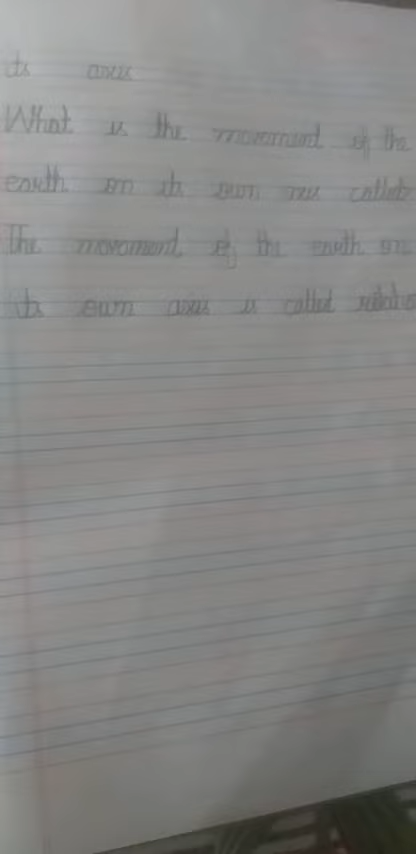 its axis
What is the movement of the
earth on its own axis called
The movement of the earth on
its own axis is called